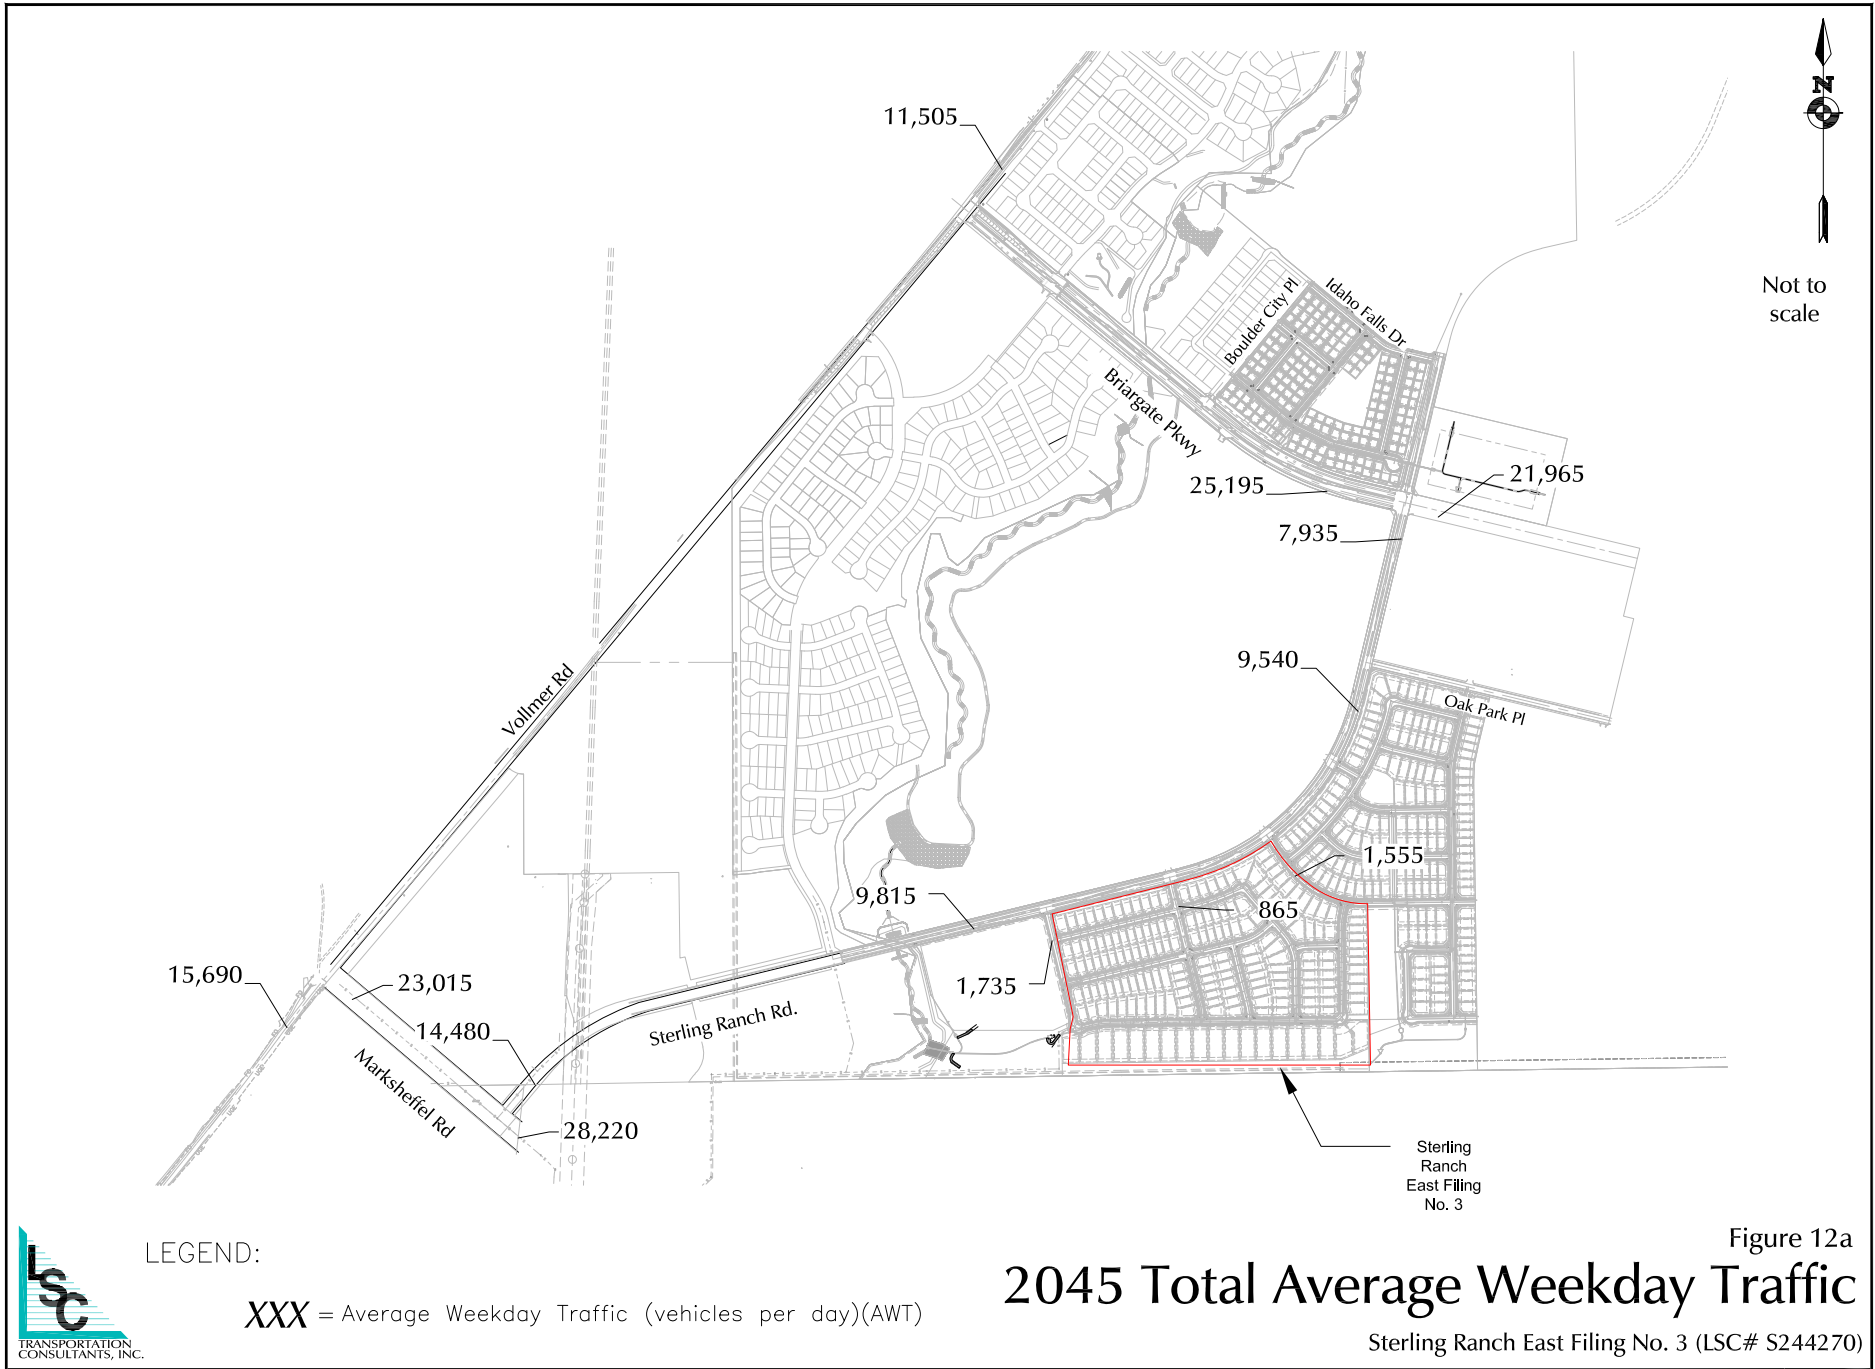 N
Not to
scale
11,505
Boulder City Pl
Idaho Falls Dr
Briargate Pkwy
25,195
21,965
7,935
9,540
Oak Park Pl
Vollmer Rd
1,555
9,815
865
15,690
23,015
1,735
14,480
Sterling Ranch Rd.
Marksheffel Rd
28,220
Sterling
Ranch
East Filing
No. 3
LSC
TRANSPORTATION
CONSULTANTS, INC.
LEGEND:
XXX = Average Weekday Traffic (vehicles per day)(AWT)
Figure 12a
2045 Total Average Weekday Traffic
Sterling Ranch East Filing No. 3 (LSC# S244270)